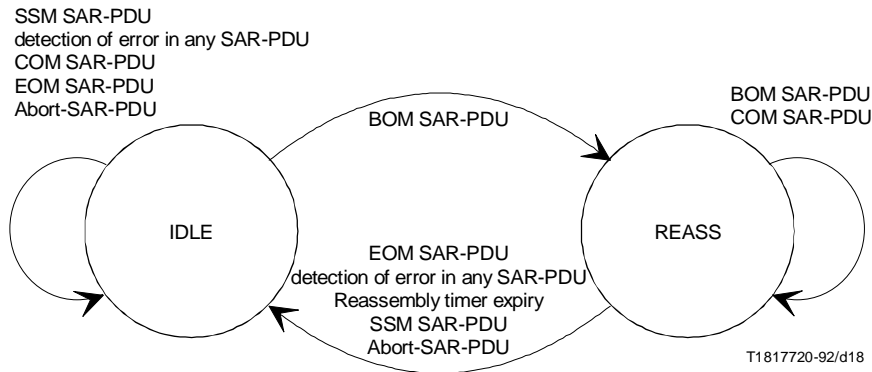 SSM SAR-PDU
detection of error in any SAR-PDU
COM SAR-PDU
EOM SAR-PDU
Abort-SAR-PDU
BOM SAR-PDU
BOM SAR-PDU
COM SAR-PDU
IDLE
REASS
EOM SAR-PDU
detection of error in any SAR-PDU
Reassembly timer expiry
SSM SAR-PDU
Abort-SAR-PDU
T1817720-92/d18